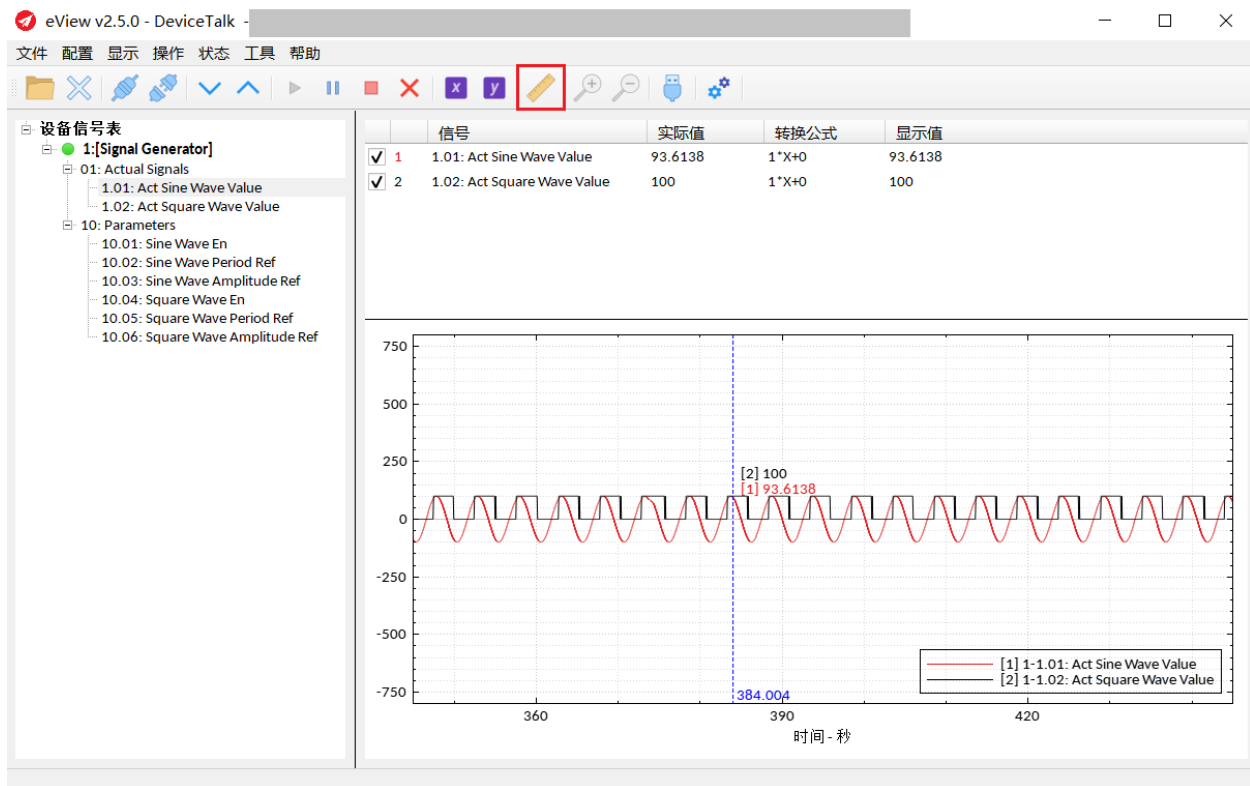 eView v2.5.0 - DeviceTalk -
文件 配置 显示 操作 状态 工具 帮助
x y
设备信号表
1:[Signal Generator]
01: Actual Signals
1.01: Act Sine Wave Value
1.02: Act Square Wave Value
10: Parameters
10.01: Sine Wave En
10.02: Sine Wave Period Ref
10.03: Sine Wave Amplitude Ref
10.04: Square Wave En
10.05: Square Wave Period Ref
10.06: Square Wave Amplitude Ref
信号 实际值 转换公式 显示值
1 1.01: Act Sine Wave Value 93.6138 1*X+0 93.6138
2 1.02: Act Square Wave Value 100 1*X+0 100
750
500
250
0
-250
-500
-750
[2] 100
[1] 93.6138
[1] 1-1.01: Act Sine Wave Value
[2] 1-1.02: Act Square Wave Value
384.004
360 390 420
时间 - 秒